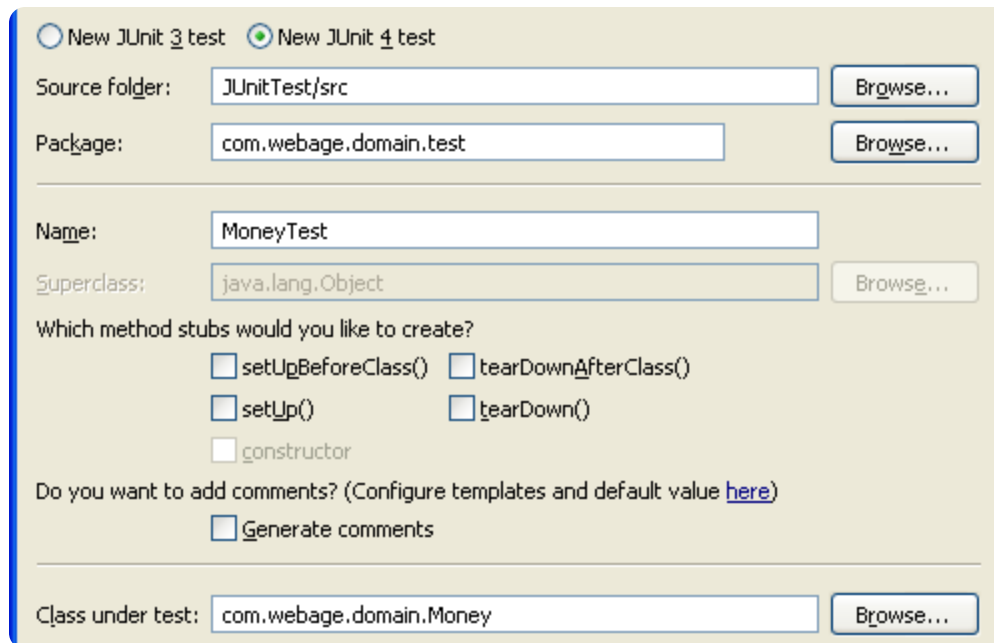 New JUnit 3 test New JUnit 4 test
Source folder: JUnitTest/src Browse...
Package: com.webage.domain.test Browse...
Name: MoneyTest
Superclass: java.lang.Object Browse...
Which method stubs would you like to create?
setUpBeforeClass() tearDownAfterClass()
setUp() tearDown()
constructor
Do you want to add comments? (Configure templates and default value here)
Generate comments
Class under test: com.webage.domain.Money Browse...